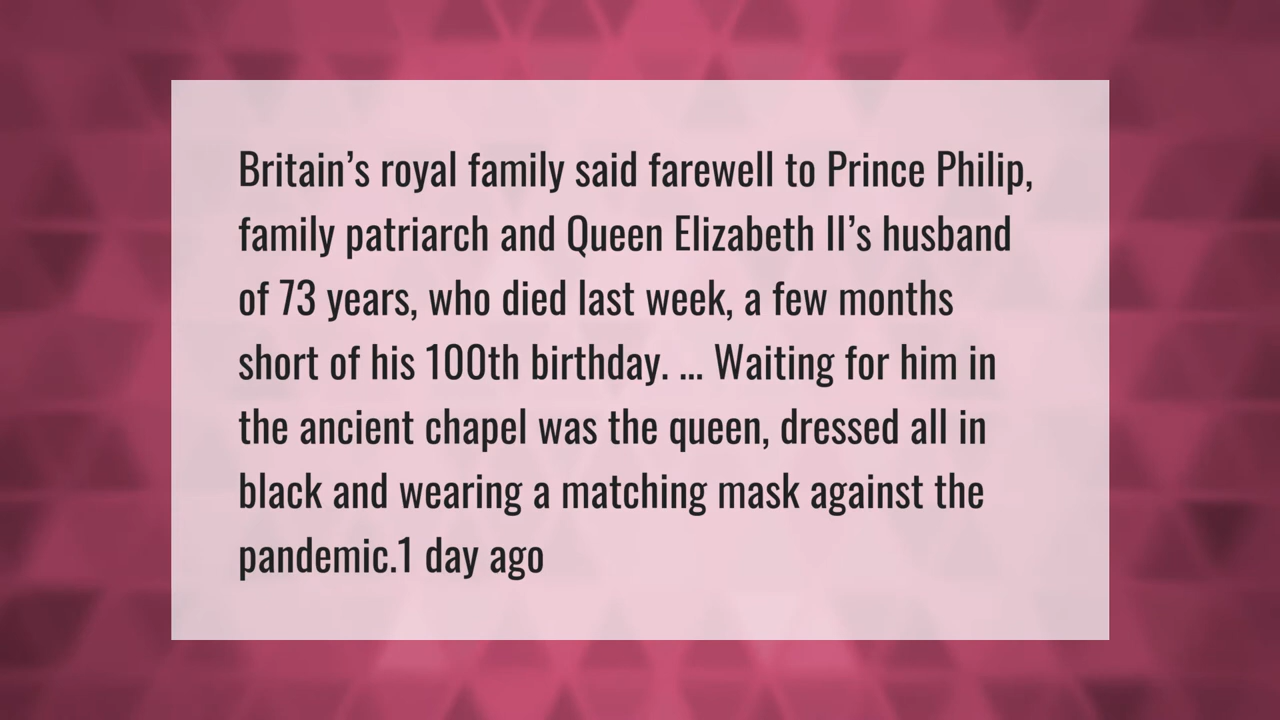 Britain’s royal family said farewell to Prince Philip,
family patriarch and Queen Elizabeth II’s husband
of 73 years, who died last week, a few months
short of his 100th birthday. ... Waiting for him in
the ancient chapel was the queen, dressed all in
black and wearing a matching mask against the
pandemic.1 day ago